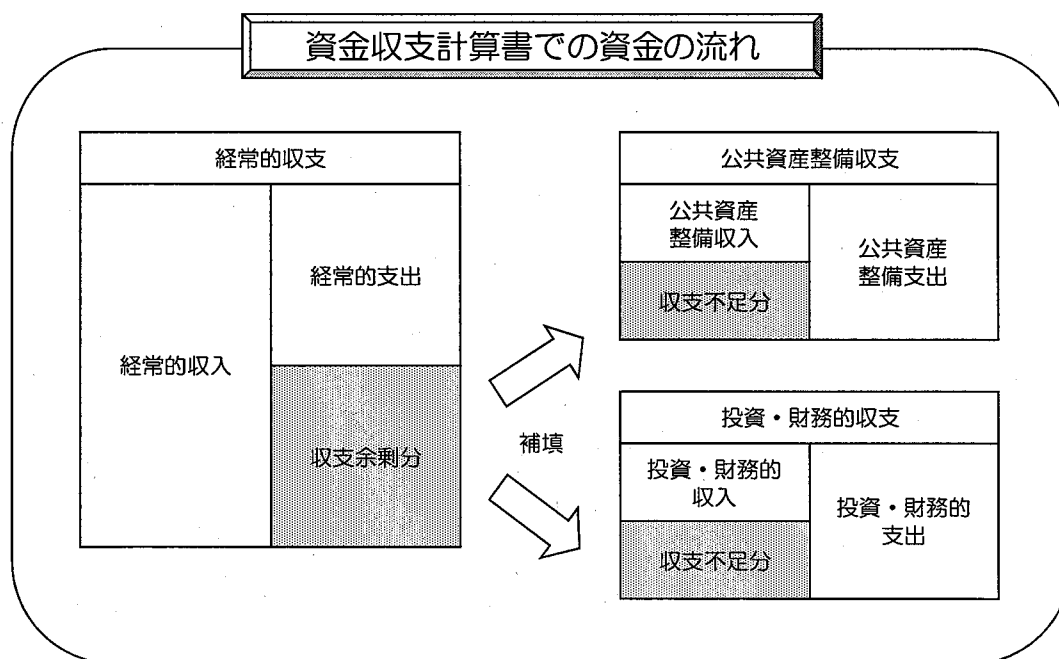 資金収支計算書での資金の流れ
経常的収支
経常的収入
経常的支出
収支余剰分
補填
公共資産整備収支
公共資産
整備収入
収支不足分
公共資産
整備支出
投資・財務的収支
投資・財務的
収入
収支不足分
投資・財務的
支出